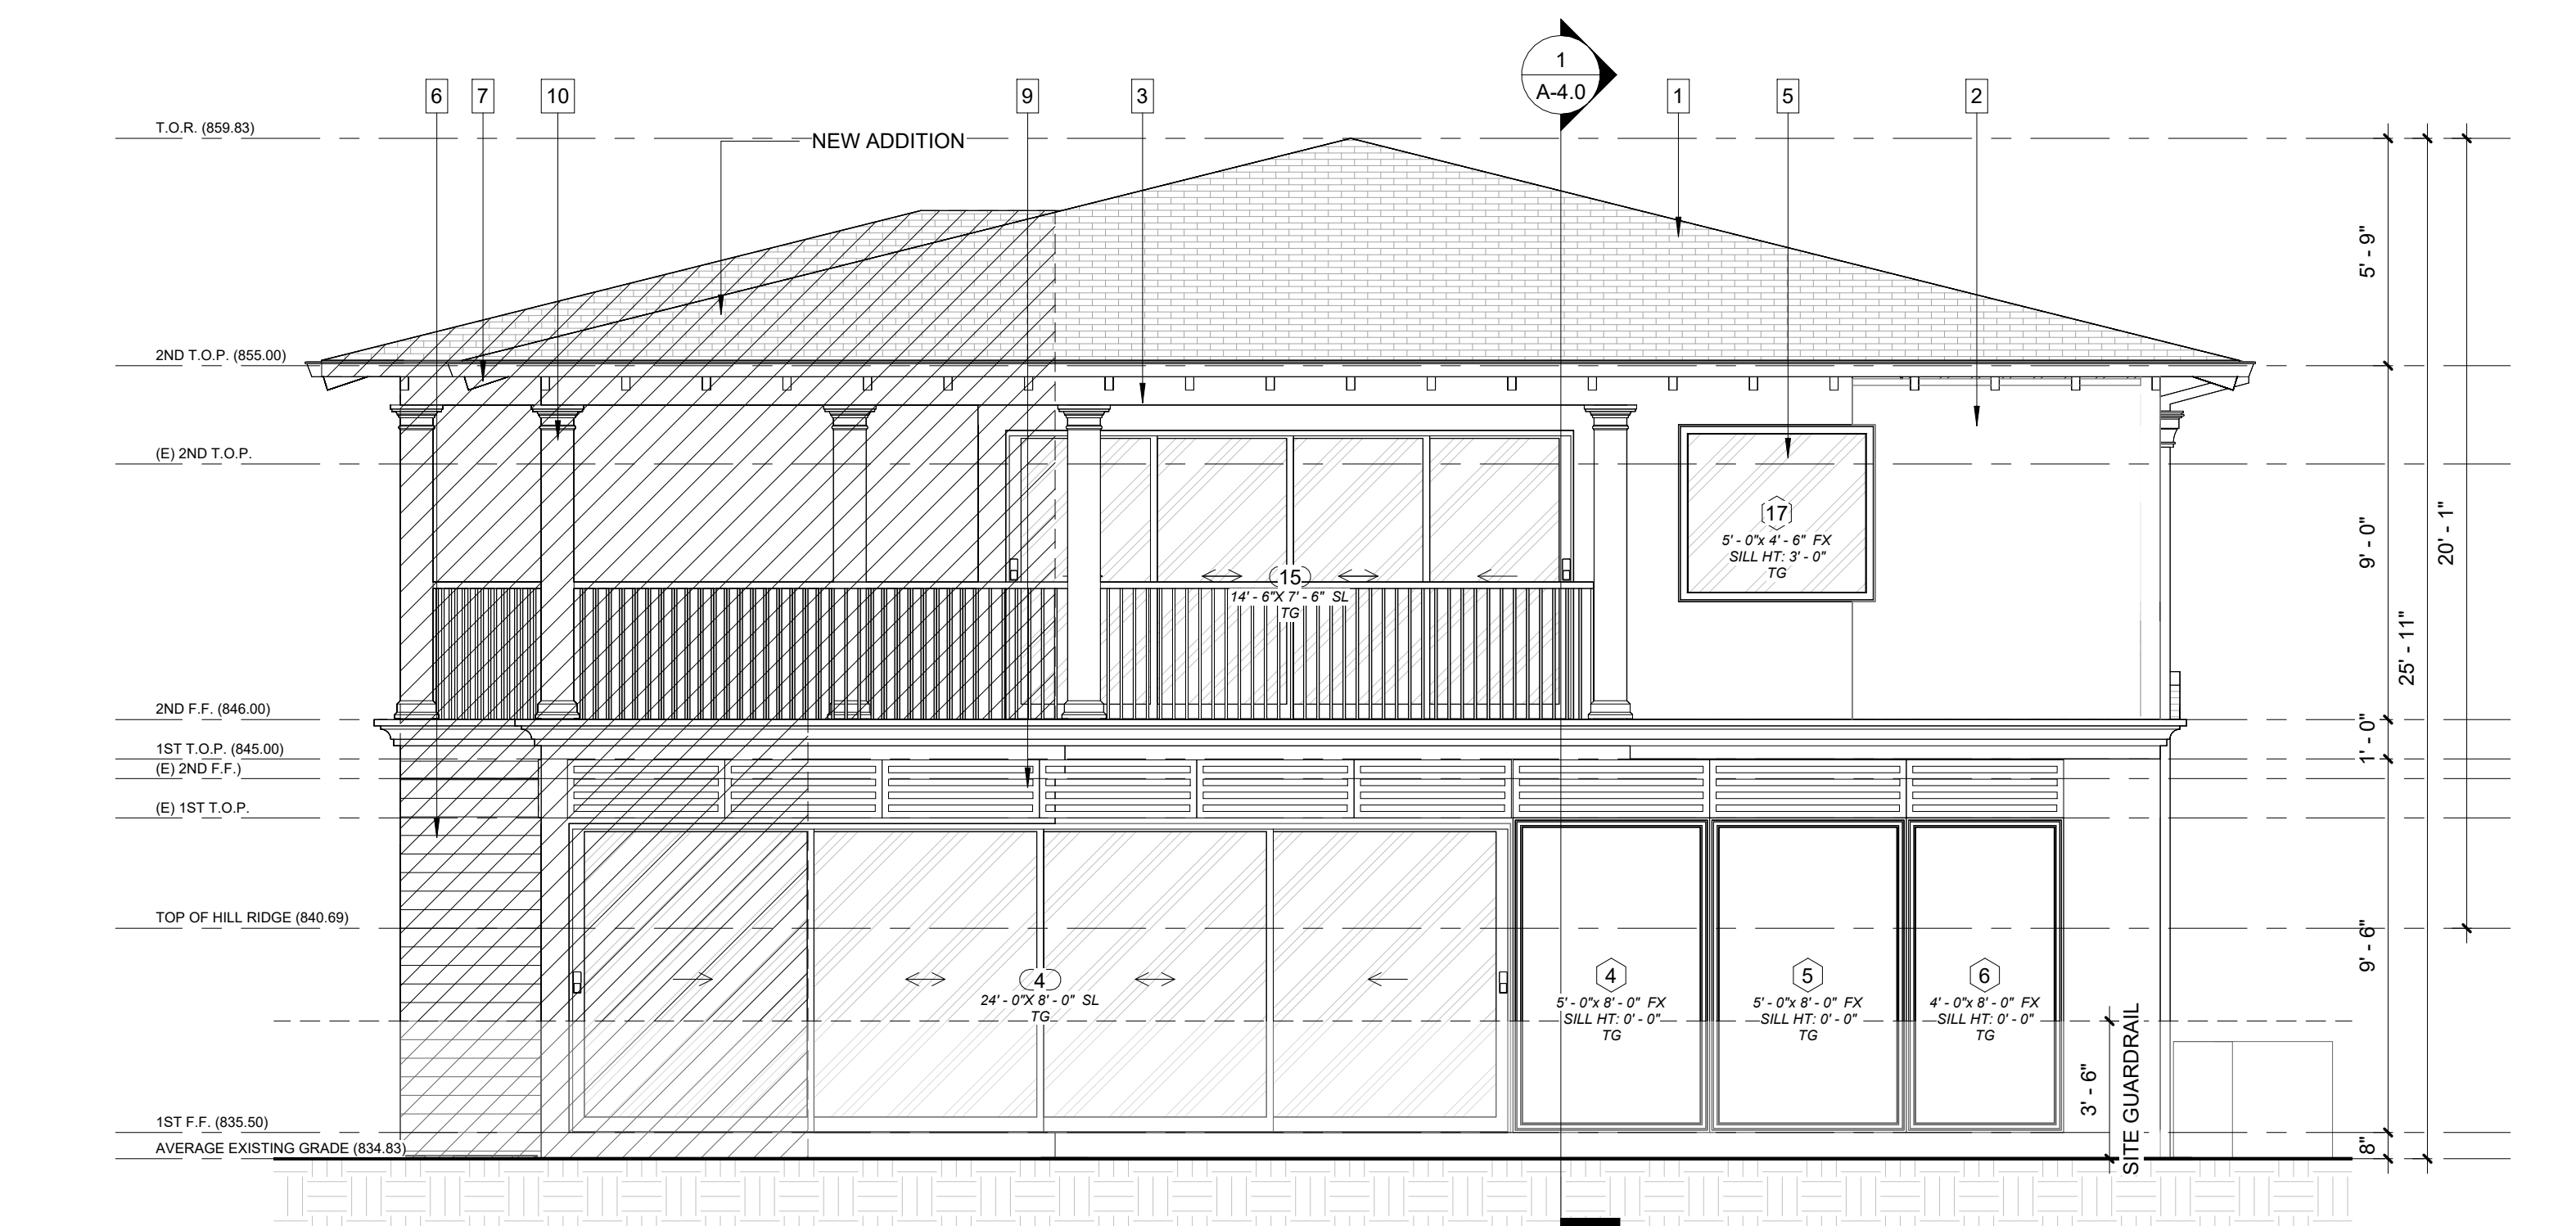 1
A-4.0
6
7
10
9
3
1
5
2
T.O.R. (859.83)
NEW ADDITION
5' - 9"
2ND T.O.P. (855.00)
(E) 2ND T.O.P.
17
5' - 0"x 4' - 6" FX
SILL HT: 3' - 0"
TG
9' - 0"
20' - 1"
15
14' - 6"X 7' - 6" SL
TG
25' - 11"
2ND F.F. (846.00)
1ST T.O.P. (845.00)
(E) 2ND F.F.)
1' - 0"
(E) 1ST T.O.P.
TOP OF HILL RIDGE (840.69)
9' - 6"
4
24' - 0"X 8' - 0" SL
TG
4
5' - 0"x 8' - 0" FX
SILL HT: 0' - 0"
TG
5
5' - 0"x 8' - 0" FX
SILL HT: 0' - 0"
TG
6
4' - 0"x 8' - 0" FX
SILL HT: 0' - 0"
TG
3' - 6"
SITE GUARDRAIL
1ST F.F. (835.50)
AVERAGE EXISTING GRADE (834.83)
8"